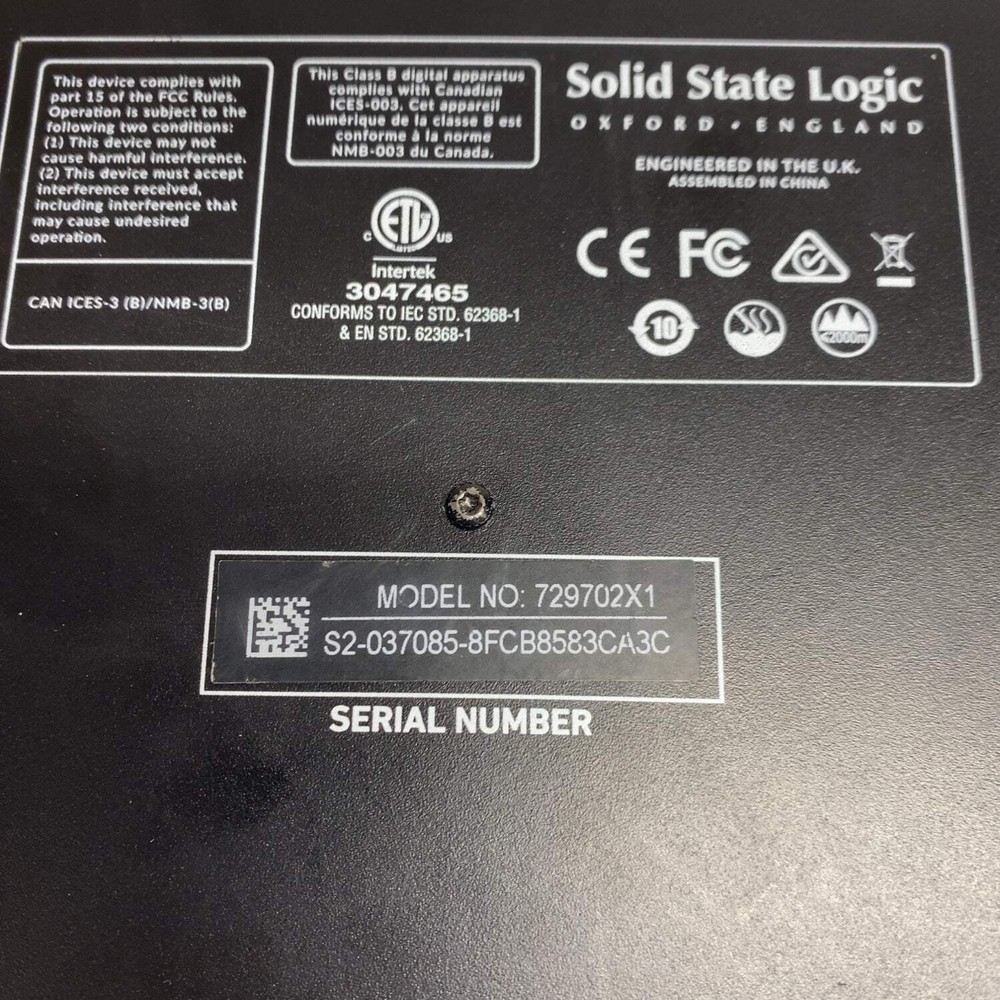 This device complies with
part 15 of the FCC Rules.
Operation is subject to the
following two conditions:
(1) This device may not
cause harmful interference.
(2) This device must accept
interference received,
including interference that
may cause undesired
operation.
CAN ICES-3 (B)/NMB-3(B)
This Class B digital apparatus
complies with Canadian
ICES-003. Cet appareil
numérique de la classe B est
conforme à la norme
NMB-003 du Canada.
C ETL US
LISTED
Intertek
3047465
CONFORMS TO IEC STD. 62368-1
& EN STD. 62368-1
Solid State Logic
OXFORD • ENGLAND
ENGINEERED IN THE U.K.
ASSEMBLED IN CHINA
CE FC
10
≤2000m
MODEL NO: 729702X1
S2-037085-8FCB8583CA3C
SERIAL NUMBER